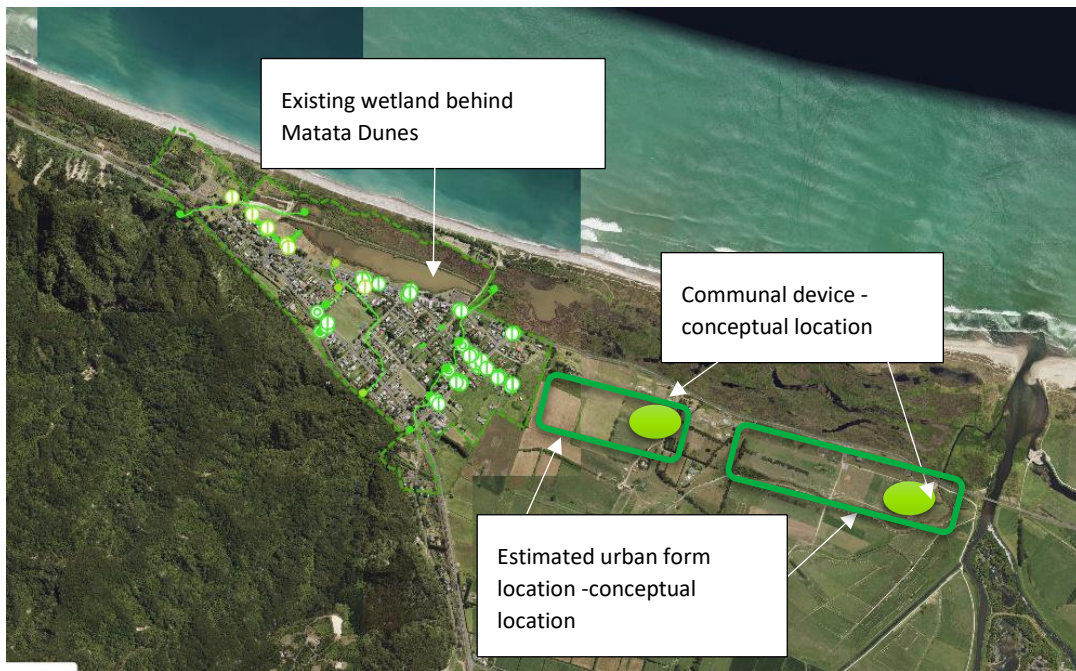 Existing wetland behind
Matata Dunes
Communal device -
conceptual location
Estimated urban form
location -conceptual
location